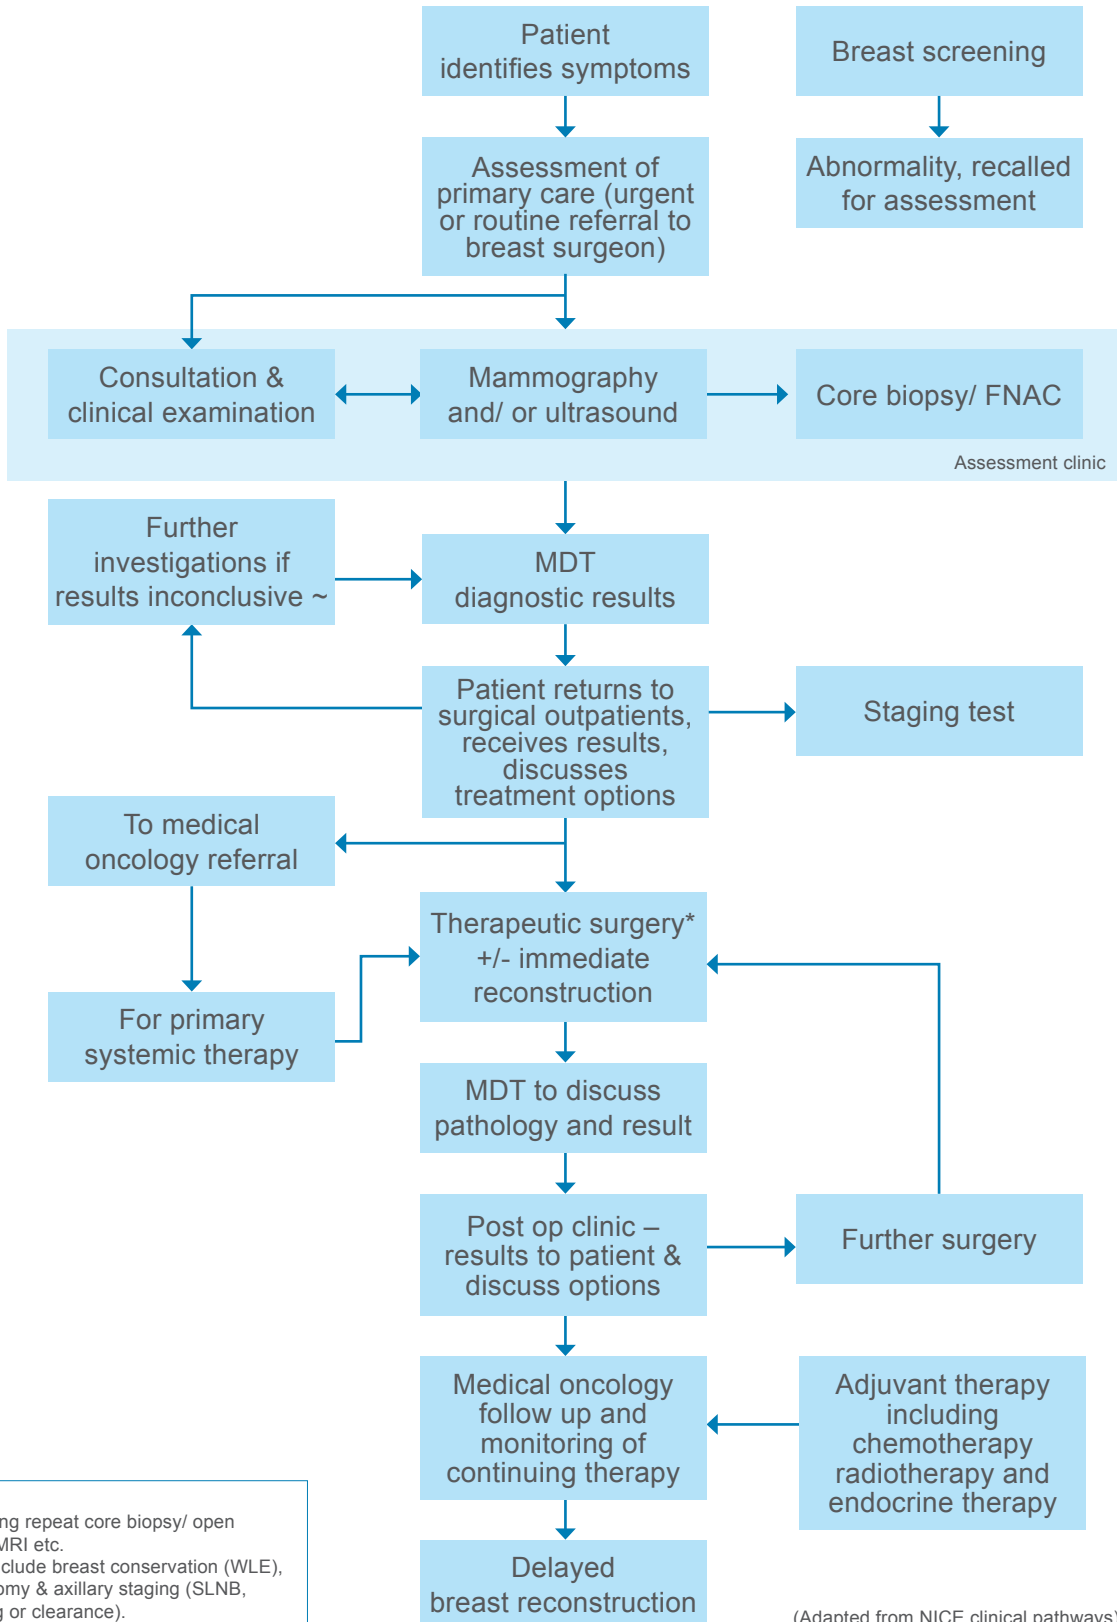 Patient
identifies symptoms
Breast screening
Assessment of
primary care (urgent
or routine referral to
breast surgeon)
Abnormality, recalled
for assessment
Consultation &
clinical examination
Mammography
and/ or ultrasound
Core biopsy/ FNAC
Assessment clinic
Further
investigations if
results inconclusive ~
MDT
diagnostic results
Patient returns to
surgical outpatients,
receives results,
discusses
treatment options
Staging test
To medical
oncology referral
Therapeutic surgery*
+/- immediate
reconstruction
For primary
systemic therapy
MDT to discuss
pathology and result
Post op clinic –
results to patient &
discuss options
Further surgery
Medical oncology
follow up and
monitoring of
continuing therapy
Adjuvant therapy
including
chemotherapy
radiotherapy and
endocrine therapy
Delayed
breast reconstruction
repeat core biopsy/ open
MRI etc.
breast conservation (WLE),
& axillary staging (SLNB,
or clearance).
(Adapted from NICE clinical pathways)